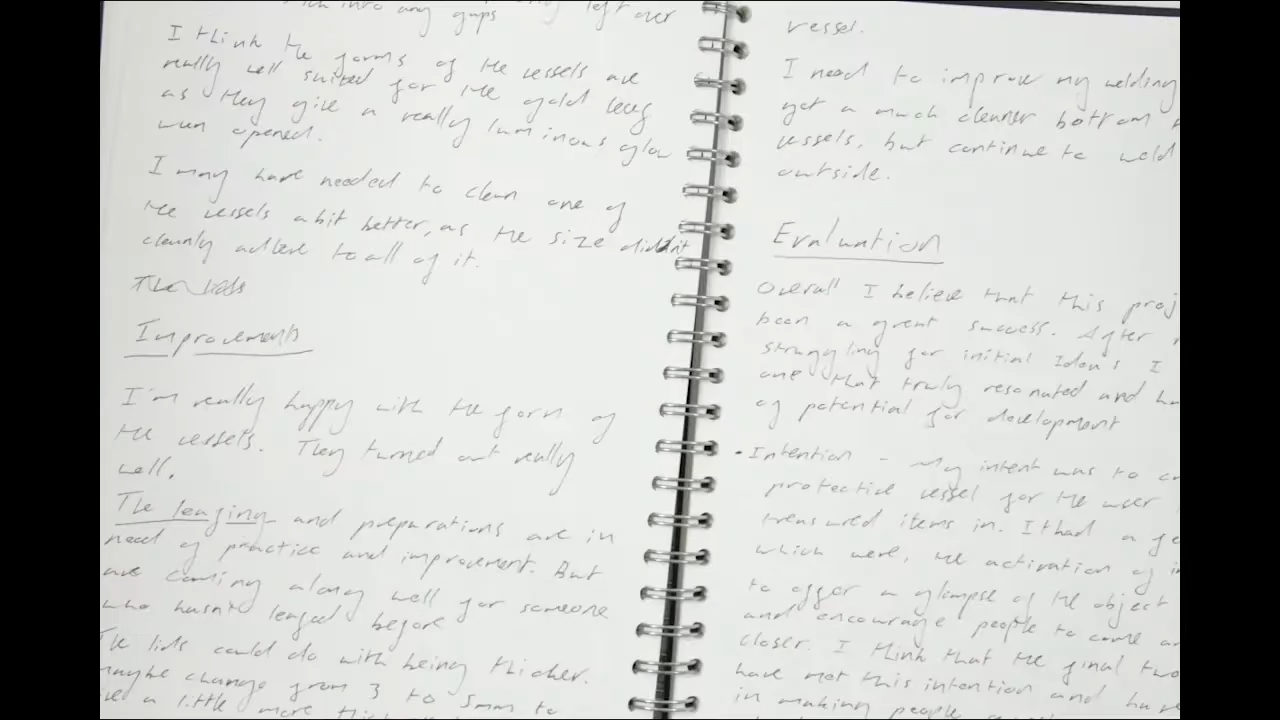 into any gaps left over
I think the forms of the vessels are
really well suited for the gold leaf
as they give a really luminous glow
when opened.
I may have needed to clean one of
the vessels a bit better, as the size didn't
cleanly adhere to all of it.
Improvements
I'm really happy with the form of
the vessels. They turned out really
well.
The leafing and preparations are in
need of practice and improvement. But
are coming along well for someone
who hasn't leafed before
The lids could do with being thicker.
maybe change from 3 to 5mm to
a little more
vessel.
I need to improve my welding
get a much cleaner bottom
vessels, but continue to weld
outside.
Evaluation
Overall I believe that this proj
been a great success. After
struggling for initial Idea's I
one that truly resonated and
of potential for development
• Intention - My intent was to
protective vessel for the user
treasured items in. I had a
which were, the activation of
to offer a glimpse of the object
and encourage people to come
closer. I think that the final two
have met this intention and
in making people